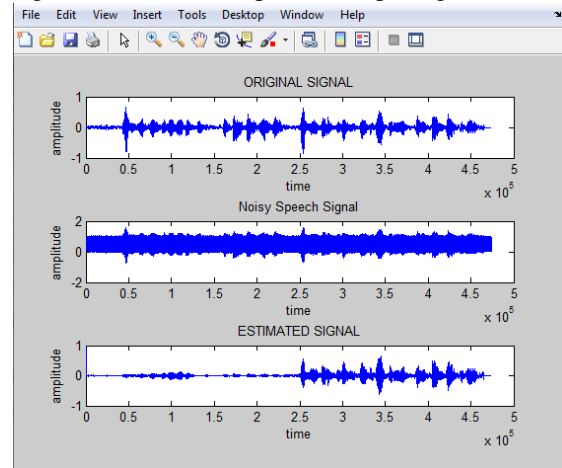 File Edit View Insert Tools Desktop Window Help
ORIGINAL SIGNAL
1
0
-1
amplitude
0 0.5 1 1.5 2 2.5 3 3.5 4 4.5 5
time
x 10^5
Noisy Speech Signal
2
0
-2
amplitude
0 0.5 1 1.5 2 2.5 3 3.5 4 4.5 5
time
x 10^5
ESTIMATED SIGNAL
1
0
-1
amplitude
0 0.5 1 1.5 2 2.5 3 3.5 4 4.5 5
time
x 10^5